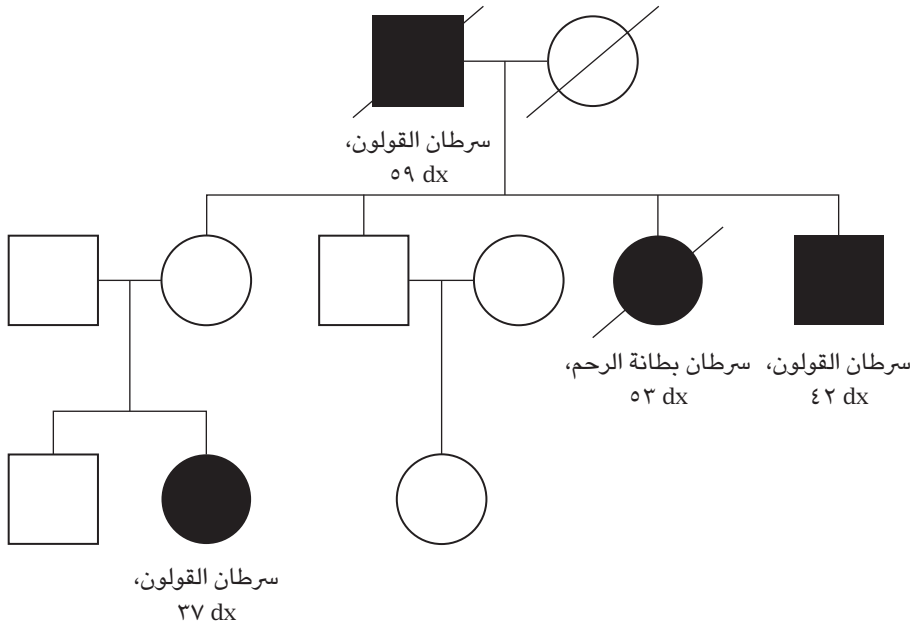 سرطان القولون،
٥٩ dx
سرطان القولون،
٤٢ dx
سرطان بطانة الرحم،
٥٣ dx
سرطان القولون،
٣٧ dx